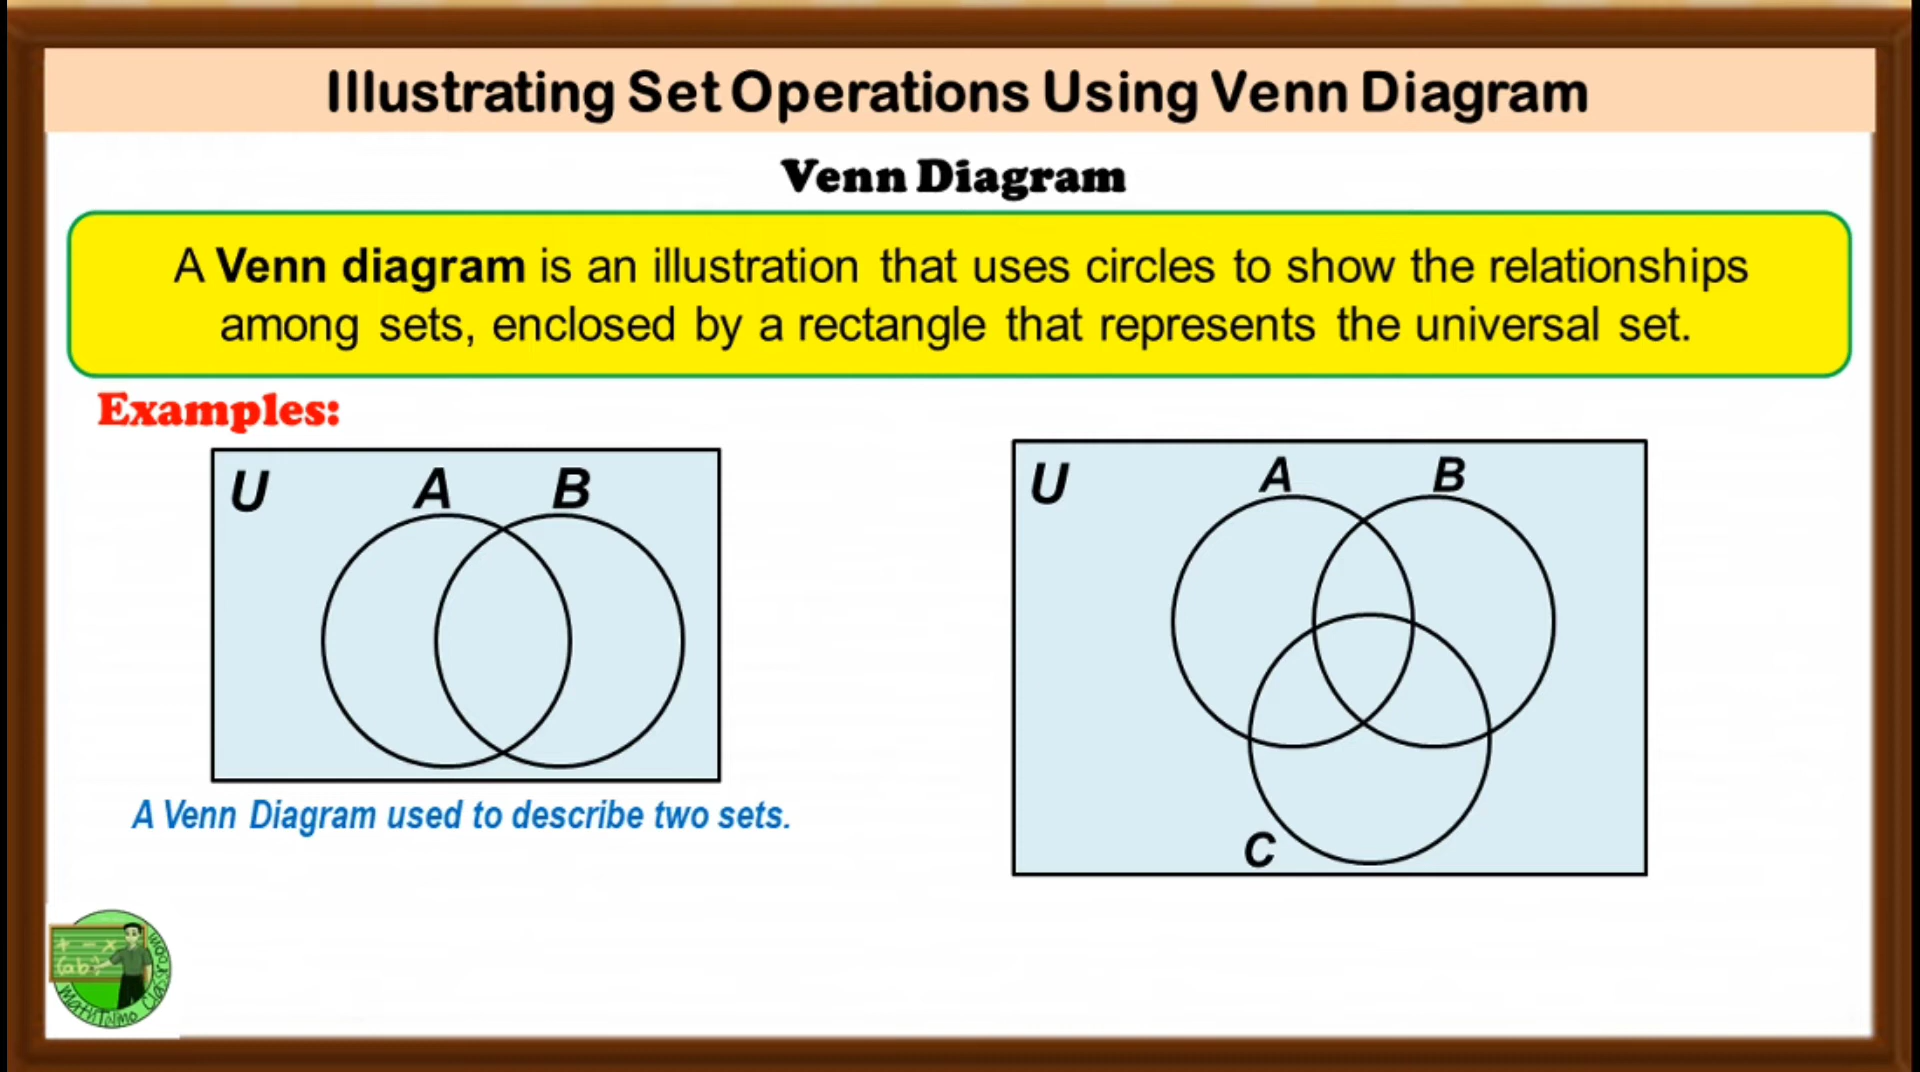 Illustrating Set Operations Using Venn Diagram
Venn Diagram
A Venn diagram is an illustration that uses circles to show the relationships
among sets, enclosed by a rectangle that represents the universal set.
Examples:
U A B
A Venn Diagram used to describe two sets.
U A B
C
+ - x
MathTalino Classroom